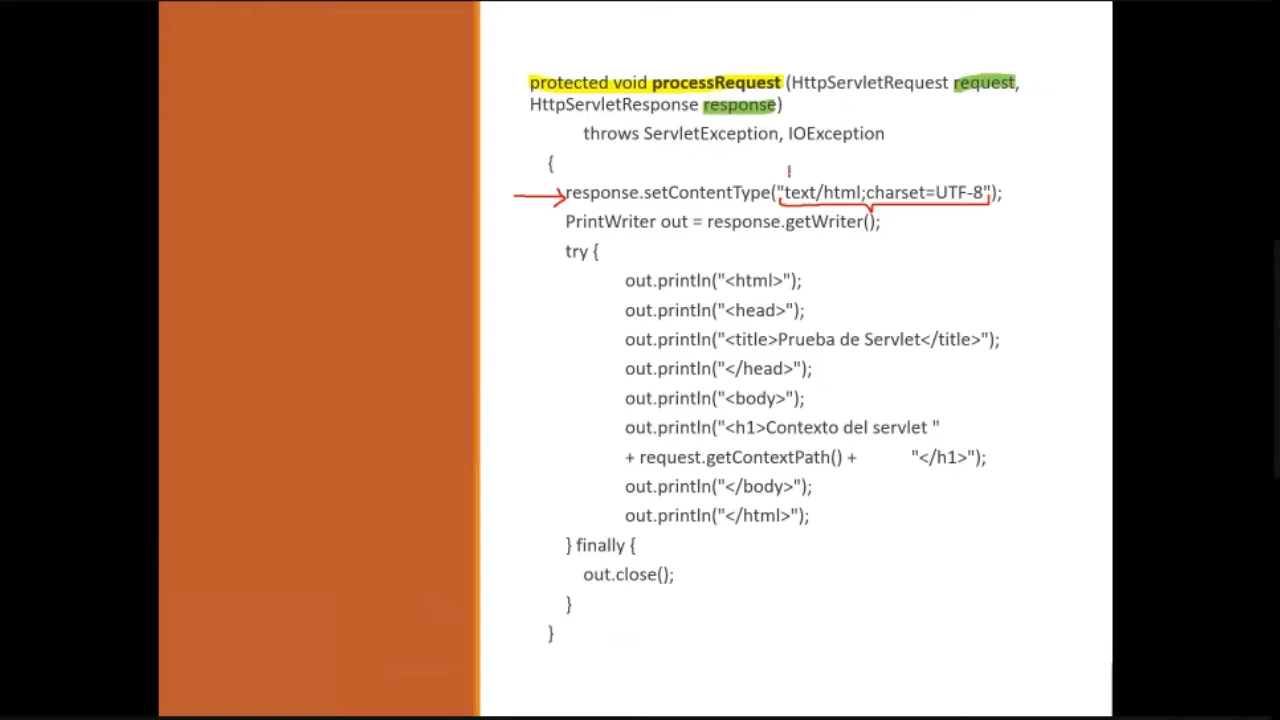 protected void processRequest (HttpServletRequest request,
HttpServletResponse response)
throws ServletException, IOException
{
response.setContentType("text/html;charset=UTF-8");
PrintWriter out = response.getWriter();
try {
out.println("<html>");
out.println("<head>");
out.println("<title>Prueba de Servlet</title>");
out.println("</head>");
out.println("<body>");
out.println("<h1>Contexto del servlet "
+ request.getContextPath() + "</h1>");
out.println("</body>");
out.println("</html>");
} finally {
out.close();
}
}